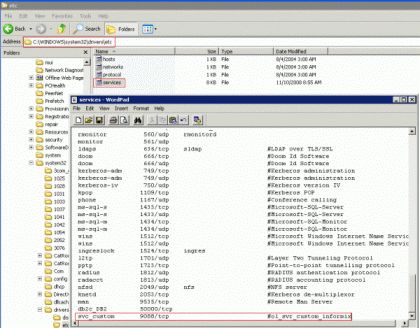 etc
File Edit View Favorites Tools Help
Back Search Folders
Address C:\WINDOWS\system32\drivers\etc
Folders
Name Size Type Date Modified
hosts 1 KB File 8/4/2004 3:00 AM
networks 1 KB File 8/4/2004 3:00 AM
protocol 1 KB File 8/4/2004 3:00 AM
services 8 KB File 11/10/2008 8:55 AM
mui
Network Diagnost
Offline Web Page
PCHealth
PeerNet
Prefetch
Provisioning
Registration
repair
Resources
security
SoftwareD
system
system32
1025
1028
1031
1033
1037
1041
1042
1054
2052
3076
CatRoo
CatRoo
Com
config
dhcp
DirectX
drivers
etc
services - WordPad
File Edit View Insert Format Help
rmonitor 560/udp rmonitord
monitor 561/udp
ldaps 636/tcp sldap #LDAP over TLS/SSL
doom 666/tcp #Doom Id Software
doom 666/udp #Doom Id Software
kerberos-adm 749/tcp #Kerberos administration
kerberos-adm 749/udp #Kerberos administration
kerberos-iv 750/udp #Kerberos version IV
kpop 1109/tcp #Kerberos POP
phone 1167/udp #Conference calling
ms-sql-s 1433/tcp #Microsoft-SQL-Server
ms-sql-s 1433/udp #Microsoft-SQL-Server
ms-sql-m 1434/tcp #Microsoft-SQL-Monitor
ms-sql-m 1434/udp #Microsoft-SQL-Monitor
wins 1512/tcp #Microsoft Windows Internet Name Servic
wins 1512/udp #Microsoft Windows Internet Name Servic
ingreslock 1524/tcp ingres
l2tp 1701/udp #Layer Two Tunneling Protocol
pptp 1723/tcp #Point-to-point tunnelling protocol
radius 1812/udp #RADIUS authentication protocol
radacct 1813/udp #RADIUS accounting protocol
nfsd 2049/udp nfs #NFS server
knetd 2053/tcp #Kerberos de-multiplexor
man 9535/tcp #Remote Man Server
db2c_DB2 50000/tcp
svc_custom 9088/tcp #ol_svc_custom_informix